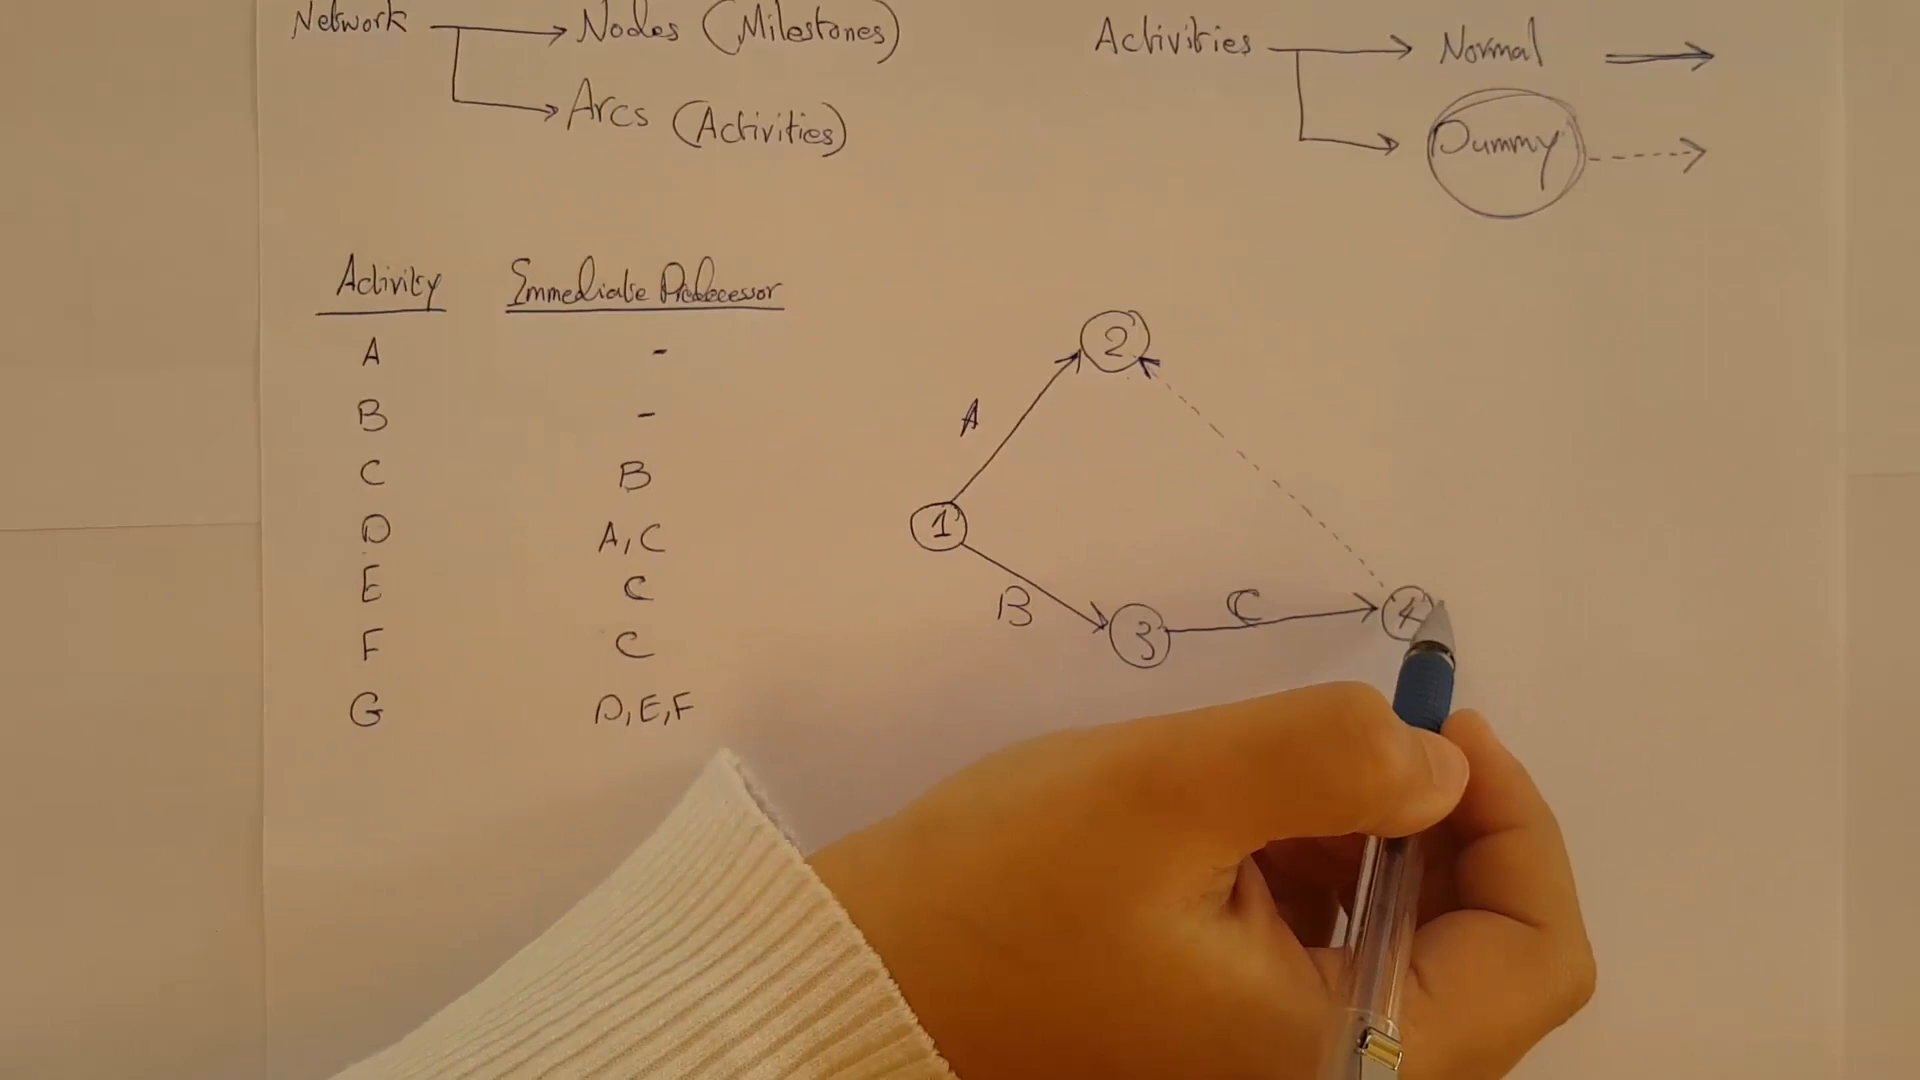 Network Nodes (Milestones)
Arcs (Activities)
Activities Normal
Dummy
Activity Immediate Predecessor
A -
B -
C B
D A, C
E C
F C
G D, E, F
2
A
1
B
3
C
4